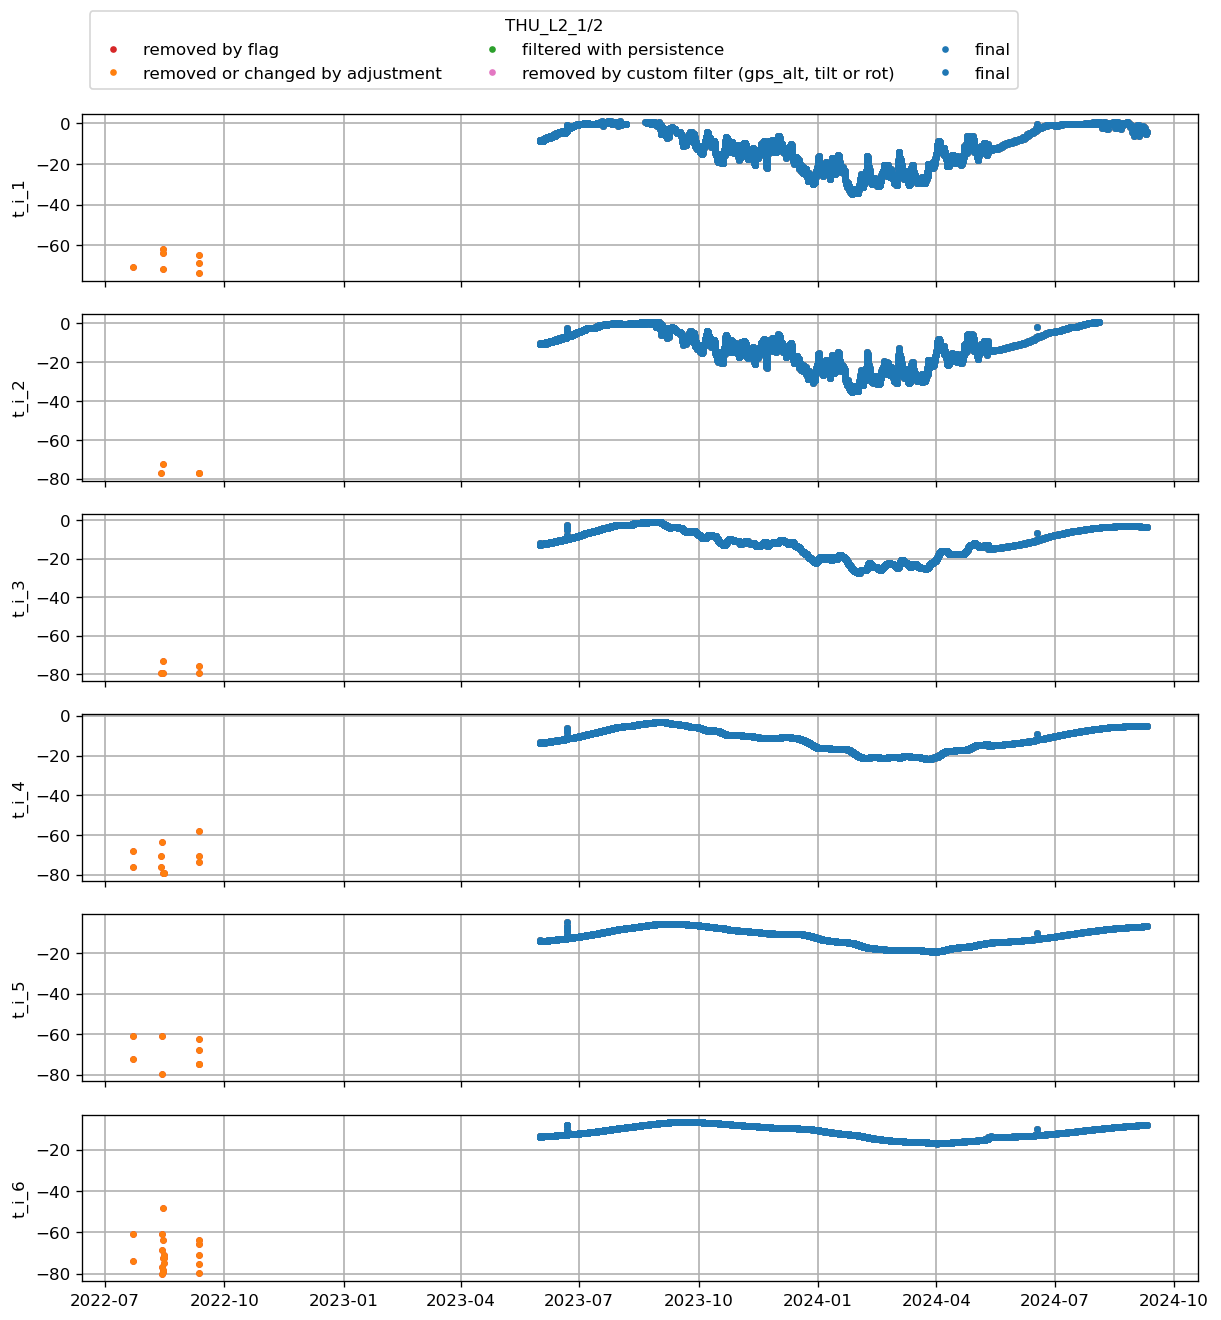 THU_L2_1/2
removed by flag
removed or changed by adjustment
filtered with persistence
removed by custom filter (gps_alt, tilt or rot)
final
final
0
−20
−40
−60
t_i_1
0
−20
−40
−60
−80
t_i_2
0
−20
−40
−60
−80
t_i_3
0
−20
−40
−60
−80
t_i_4
−20
−40
−60
−80
t_i_5
−20
−40
−60
−80
t_i_6
2022-07 2022-10 2023-01 2023-04 2023-07 2023-10 2024-01 2024-04 2024-07 2024-10